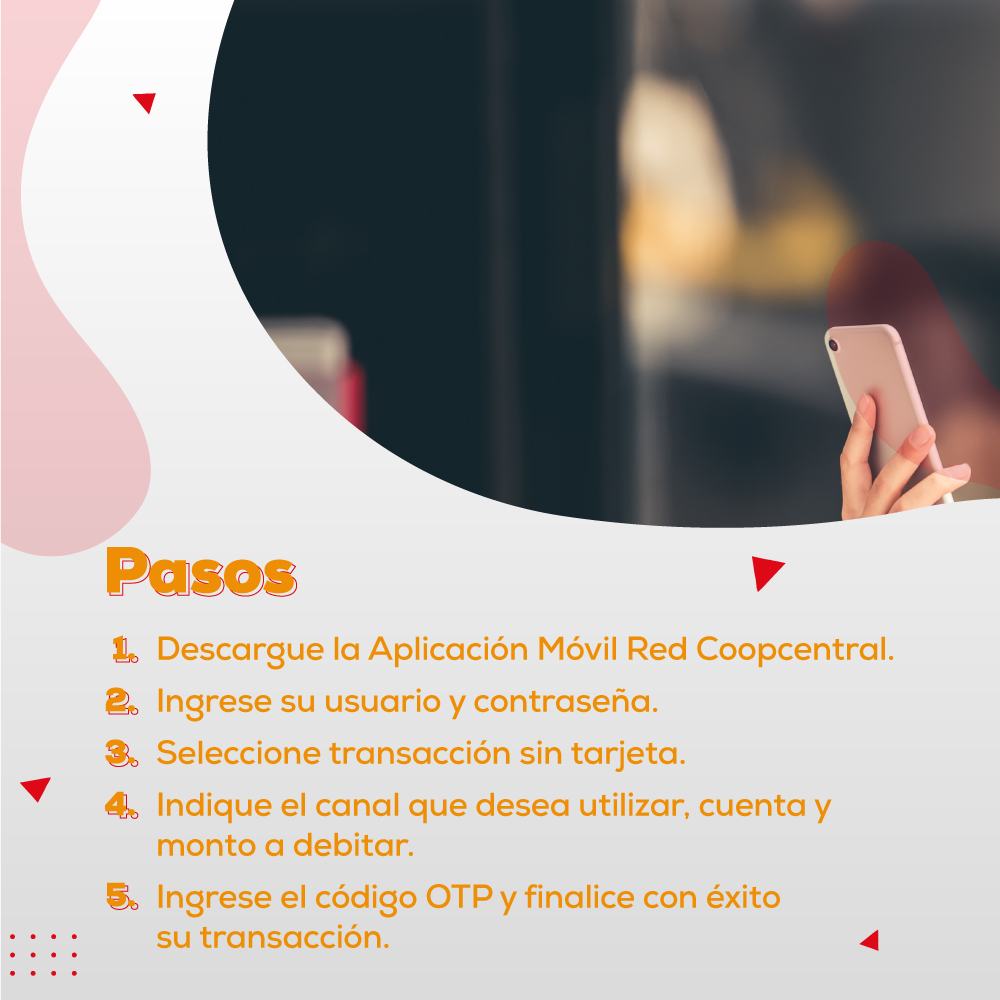 Pasos
1. Descargue la Aplicación Móvil Red Coopcentral.
2. Ingrese su usuario y contraseña.
3. Seleccione transacción sin tarjeta.
4. Indique el canal que desea utilizar, cuenta y
monto a debitar.
5. Ingrese el código OTP y finalice con éxito
su transacción.